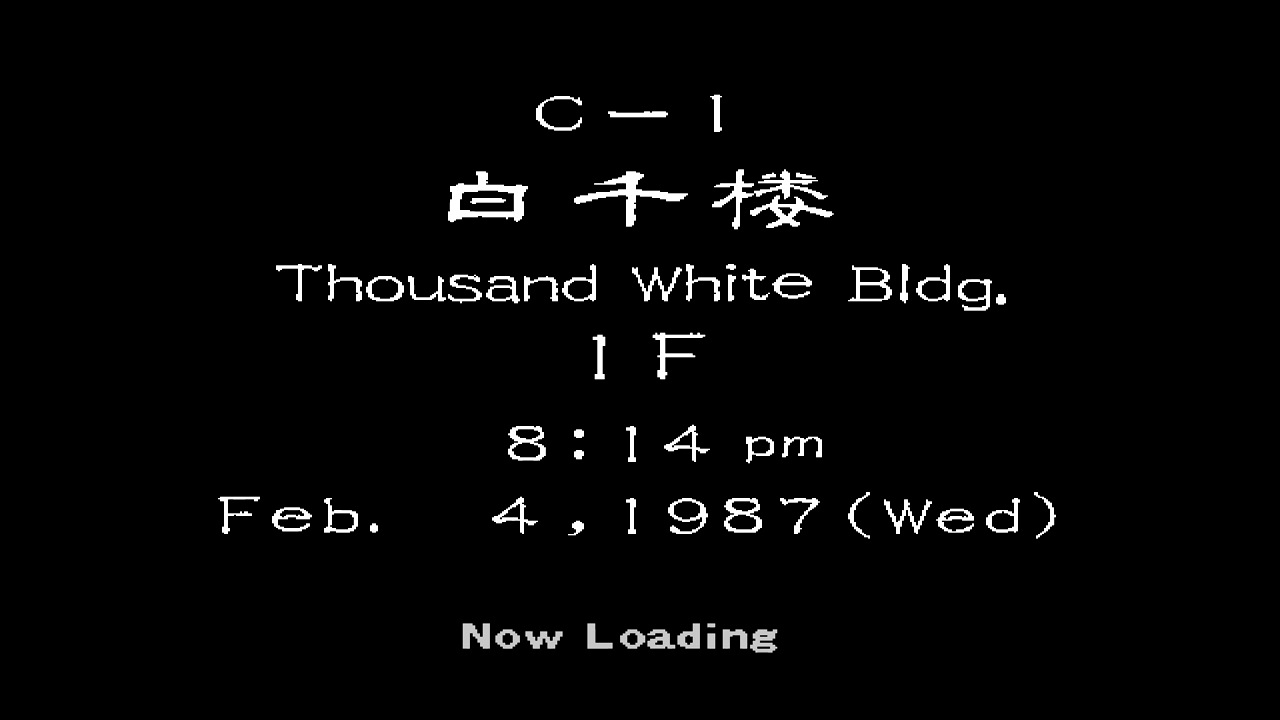 C-1
白千楼
Thousand White Bldg.
1F
8:14 pm
Feb. 4,1987(Wed)
Now Loading